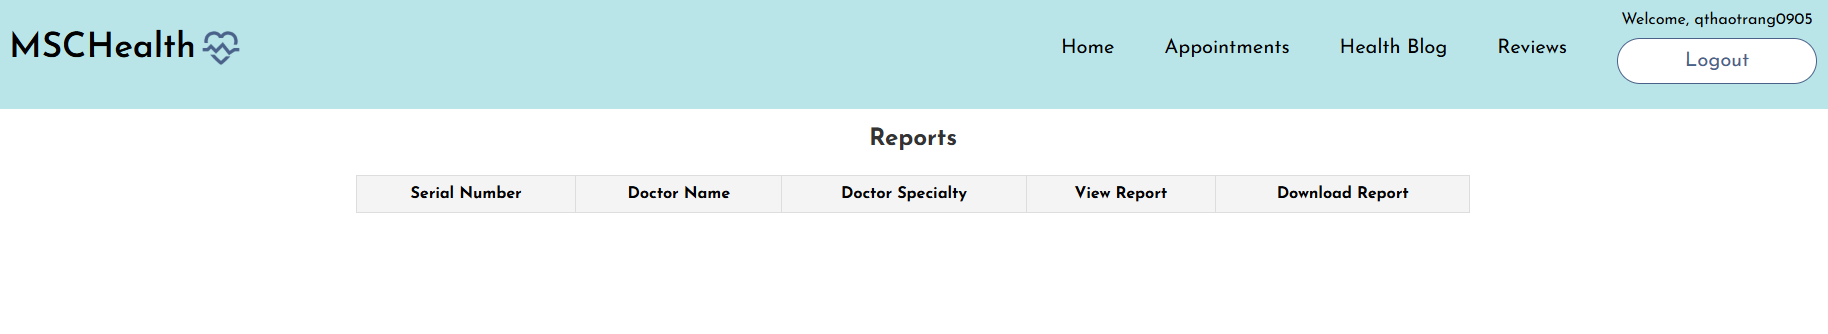 Welcome, qthaotrang0905
MSCHealth
Home Appointments Health Blog Reviews
Logout
Reports
Serial Number Doctor Name Doctor Specialty View Report Download Report